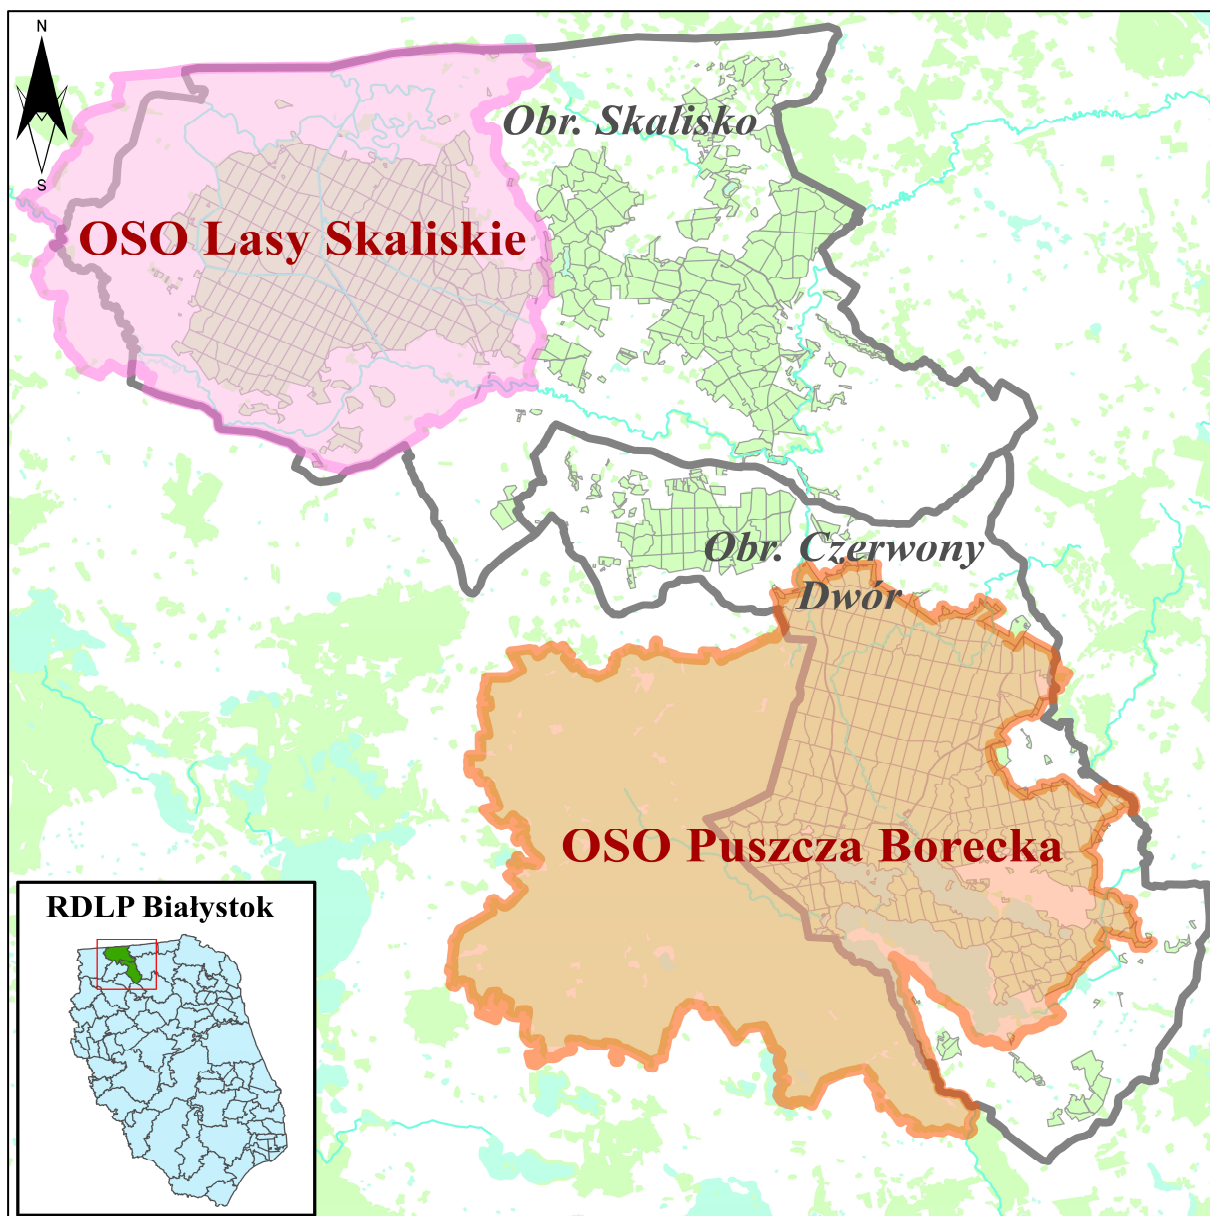 N
S
Obr. Skalisko
OSO Lasy Skaliskie
Obr. Czerwony
Dwór
OSO Puszcza Borecka
RDLP Białystok